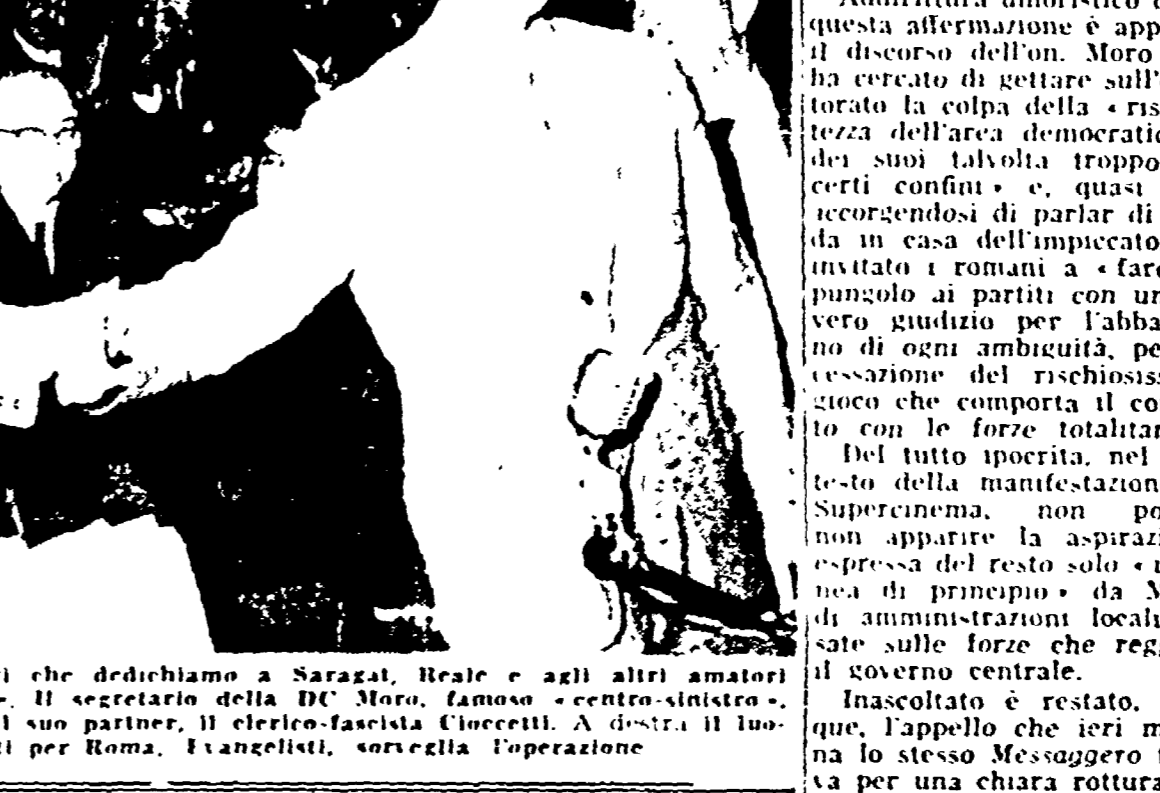 i che dedichiamo a Saragat, Reale e agli altri amatori
». Il segretario della DC Moro, famoso « centro-sinistro »,
l suo partner, il clerico-fascista Cioccetti. A destra il luo-
ti per Roma, Evangelisti, sorveglia l'operazione
questa affermazione è app
il discorso dell'on. Moro
ha cercato di gettare sull'
torato la colpa della « ris
tezza dell'area democratic
dei suoi talvolta troppo
certi confini » e, quasi
accorgendosi di parlar di
da in casa dell'impiccato
invitato i romani a « fare
pungolo ai partiti con un
vero giudizio per l'abba
no di ogni ambiguità, pe
cessazione del rischiosiss
gioco che comporta il co
to con le forze totalitar
Del tutto ipocrita, nel
testo della manifestazion
Supercinema, non po
non apparire la aspirazi
espressa del resto solo «
nea di principio » da M
di amministrazioni locali
sate sulle forze che reg
il governo centrale.
Inascoltato è restato,
que, l'appello che ieri m
na lo stesso Messaggero
va per una chiara rottura